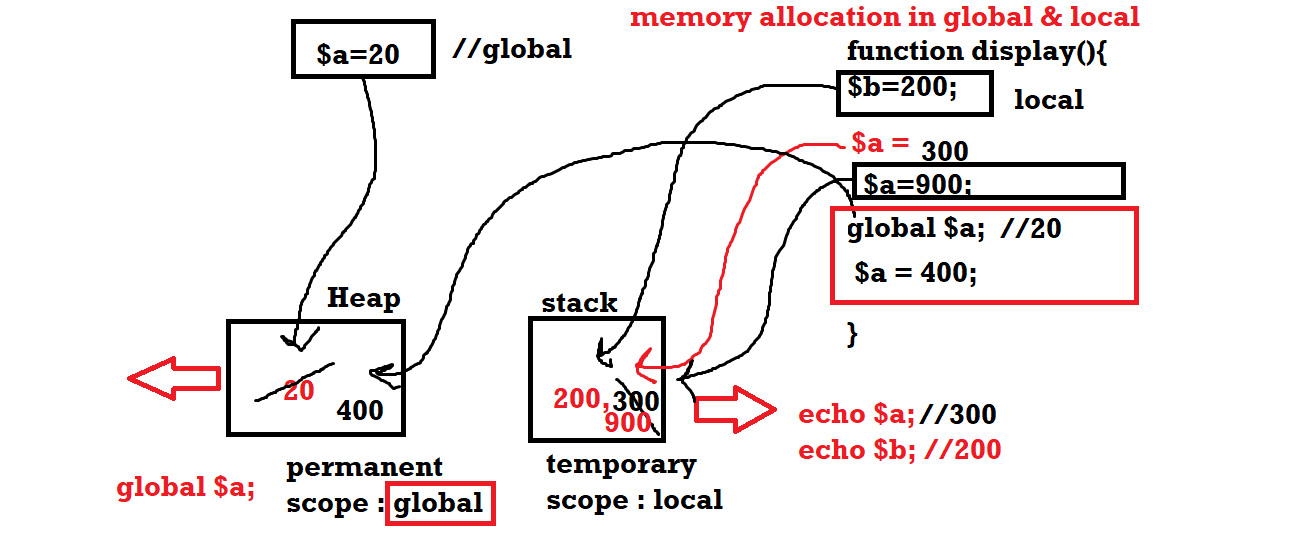 memory allocation in global & local
$a=20 //global
function display(){
$b=200;
local
$a = 300
$a=900;
global $a; //20
$a = 400;
}
Heap
20
400
permanent
scope : global
global $a;
stack
200,300
900
temporary
scope : local
echo $a;//300
echo $b; //200